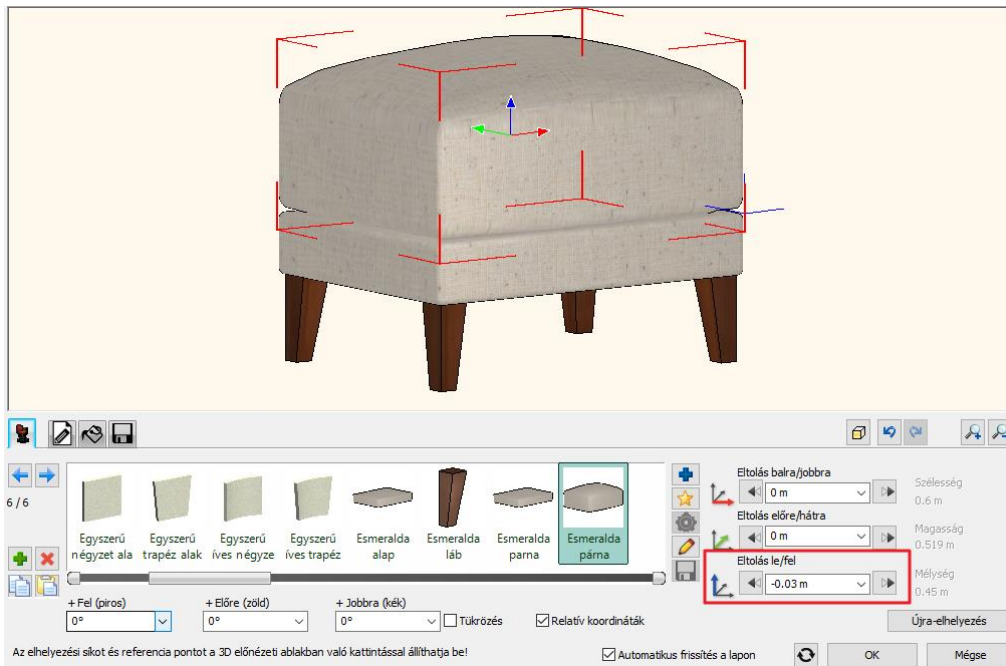 6 / 6
Egyszerű
négyzet ala
Egyszerű
trapéz alak
Egyszerű
íves négyze
Egyszerű
íves trapéz
Esmeralda
alap
Esmeralda
láb
Esmeralda
parna
Esmeralda
párna
Eltolás balra/jobbra
0 m
Eltolás előre/hátra
0 m
Eltolás le/fel
-0.03 m
Szélesség
0.6 m
Magasság
0.519 m
Mélység
0.45 m
+ Fel (piros)
0°
+ Előre (zöld)
0°
+ Jobbra (kék)
0°
Tükrözés
Relatív koordináták
Újra-elhelyezés
Az elhelyezési síkot és referencia pontot a 3D előnézeti ablakban való kattintással állíthatja be!
Automatikus frissítés a lapon
OK
Mégse